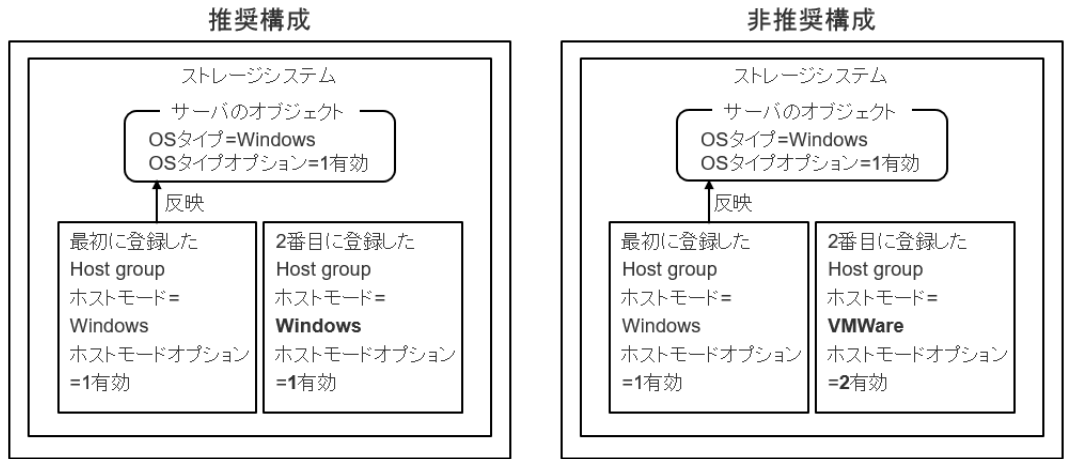 推奨構成
ストレージシステム
サーバのオブジェクト
OSタイプ=Windows
OSタイプオプション=1有効
反映
最初に登録した
Host group
ホストモード=
Windows
ホストモードオプション
=1有効
2番目に登録した
Host group
ホストモード=
Windows
ホストモードオプション
=1有効
非推奨構成
ストレージシステム
サーバのオブジェクト
OSタイプ=Windows
OSタイプオプション=1有効
反映
最初に登録した
Host group
ホストモード=
Windows
ホストモードオプション
=1有効
2番目に登録した
Host group
ホストモード=
VMWare
ホストモードオプション
=2有効